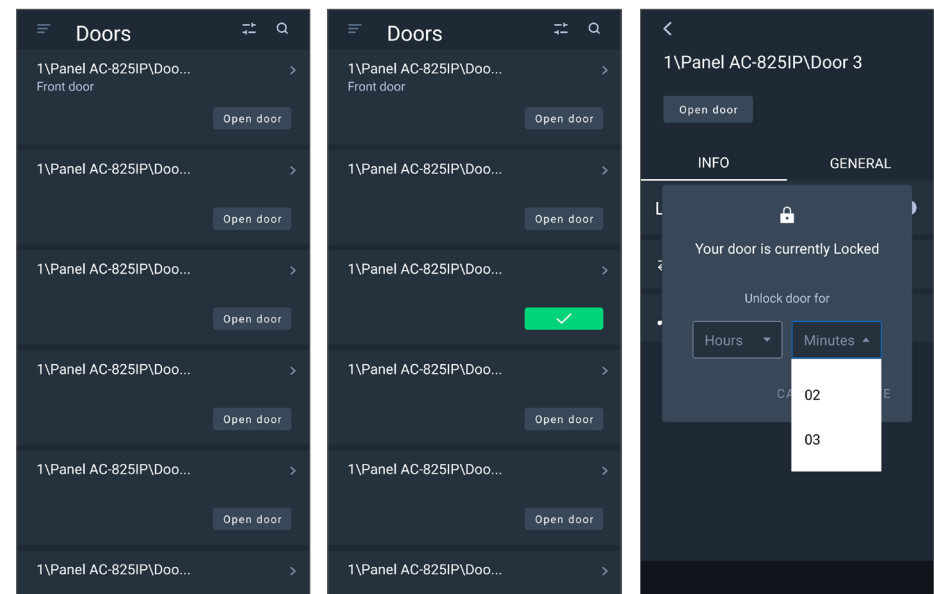 Doors
1\Panel AC-825IP\Doo...
Front door
Open door
1\Panel AC-825IP\Doo...
Open door
1\Panel AC-825IP\Doo...
Open door
1\Panel AC-825IP\Doo...
Open door
1\Panel AC-825IP\Doo...
Open door
1\Panel AC-825IP\Doo...
Doors
1\Panel AC-825IP\Doo...
Front door
Open door
1\Panel AC-825IP\Doo...
Open door
1\Panel AC-825IP\Doo...
1\Panel AC-825IP\Doo...
Open door
1\Panel AC-825IP\Doo...
Open door
1\Panel AC-825IP\Doo...
1\Panel AC-825IP\Door 3
Open door
INFO GENERAL
Your door is currently Locked
Unlock door for
Hours Minutes
02
03